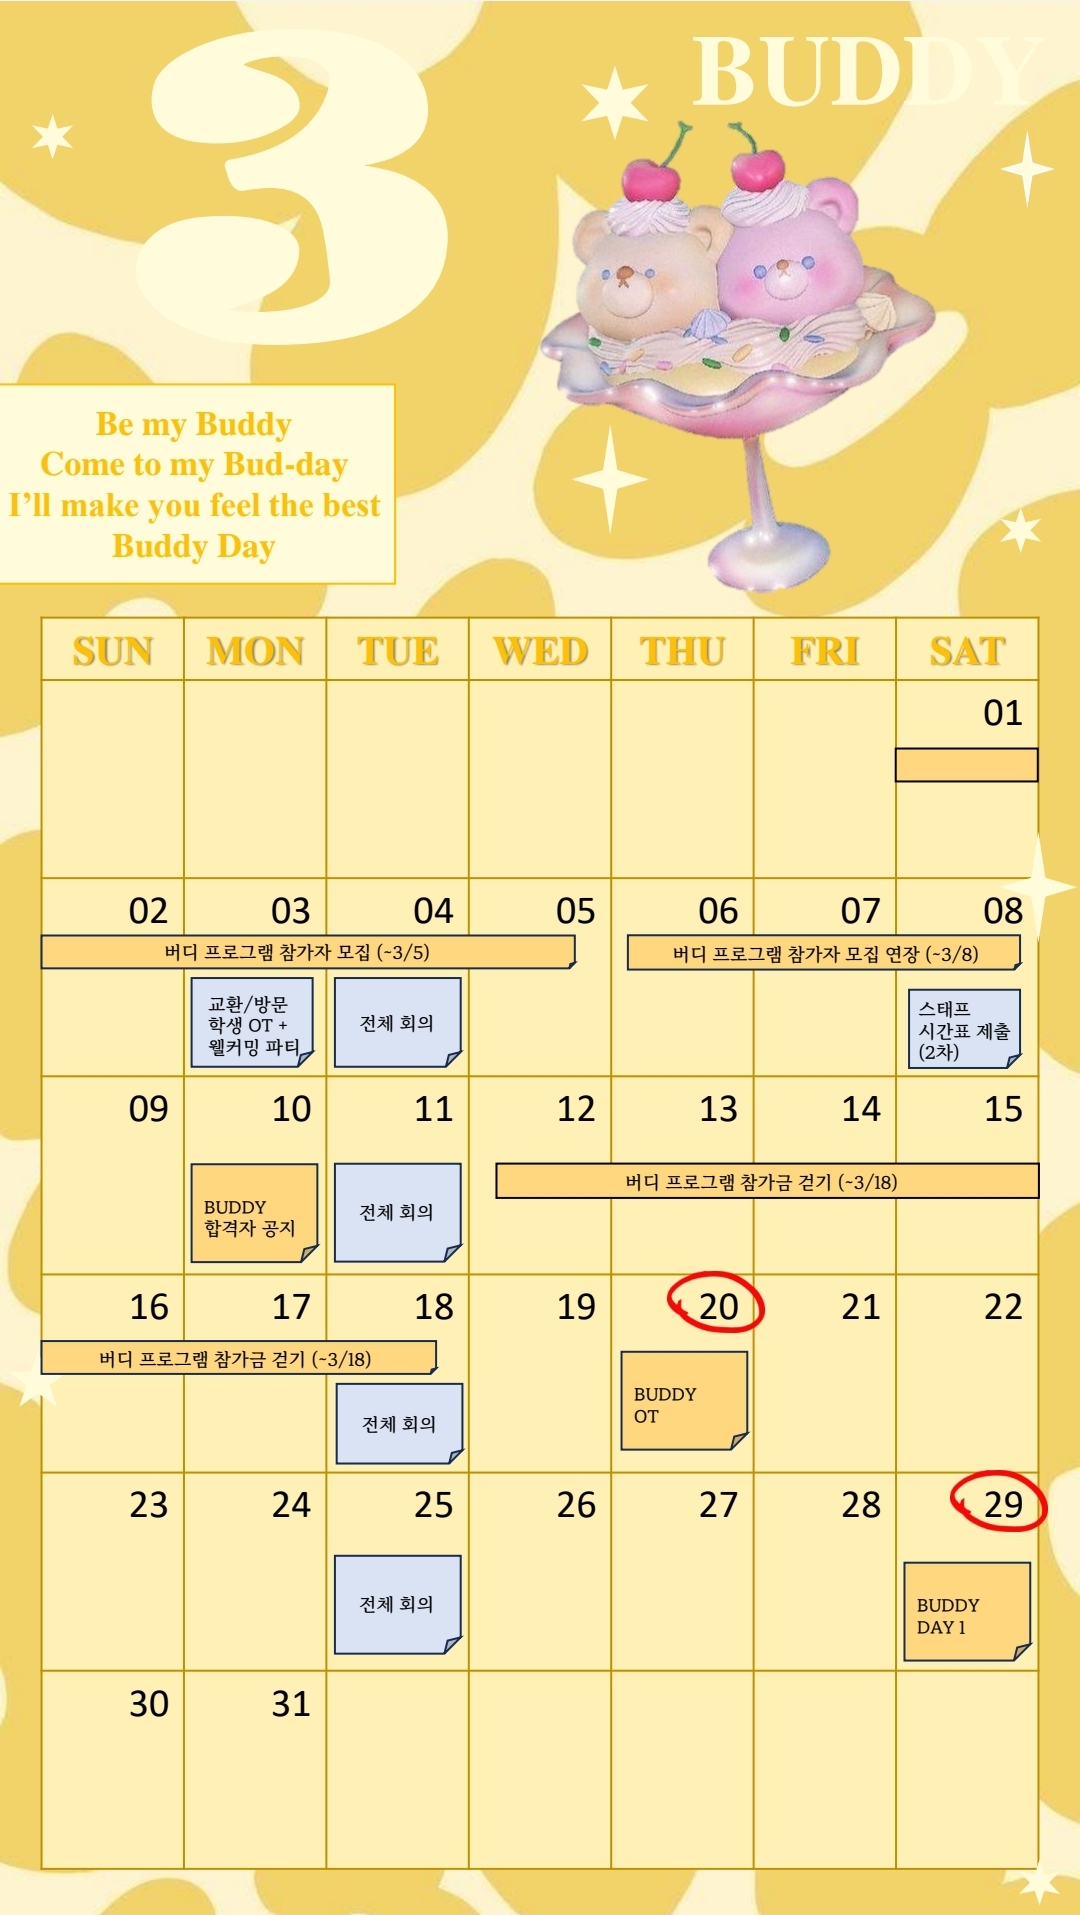 3
BUDDY
Be my Buddy
Come to my Bud-day
I'll make you feel the best
Buddy Day
SUN MON TUE WED THU FRI SAT
01
02 03 04 05 06 07 08
버디 프로그램 참가자 모집 (~3/5)
버디 프로그램 참가자 모집 연장 (~3/8)
교환/방문
학생 OT +
웰커밍 파티
전체 회의
스태프
시간표 제출
(2차)
09 10 11 12 13 14 15
버디 프로그램 참가금 걷기 (~3/18)
BUDDY
합격자 공지
전체 회의
16 17 18 19 20 21 22
버디 프로그램 참가금 걷기 (~3/18)
전체 회의
BUDDY
OT
23 24 25 26 27 28 29
전체 회의
BUDDY
DAY 1
30 31